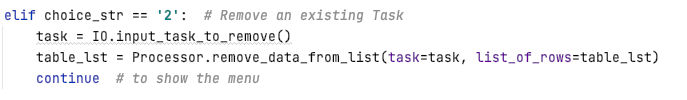 elif choice_str == '2':  # Remove an existing Task
    task = IO.input_task_to_remove()
    table_lst = Processor.remove_data_from_list(task=task, list_of_rows=table_lst)
    continue  # to show the menu